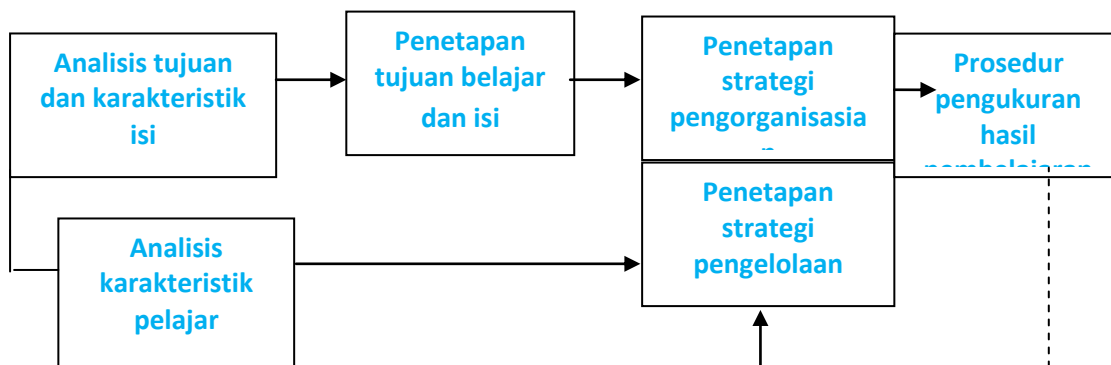 Analisis tujuan
dan karakteristik
isi
Penetapan
tujuan belajar
dan isi
Penetapan
strategi
pengorganisasia
Prosedur
pengukuran
hasil
pembelajaran
Analisis
karakteristik
pelajar
Penetapan
strategi
pengelolaan